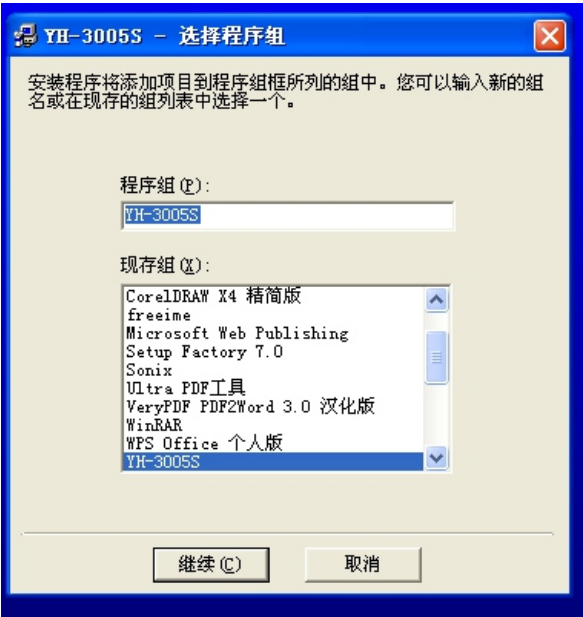 YH-3005S - 选择程序组
安装程序将添加项目到程序组框所列的组中。您可以输入新的组
名或在现存的组列表中选择一个。
程序组(P):
YH-3005S
现存组(X):
CorelDRAW X4 精简版
freeime
Microsoft Web Publishing
Setup Factory 7.0
Sonix
Ultra PDF工具
VeryPDF PDF2Word 3.0 汉化版
WinRAR
WPS Office 个人版
YH-3005S
继续(C)
取消